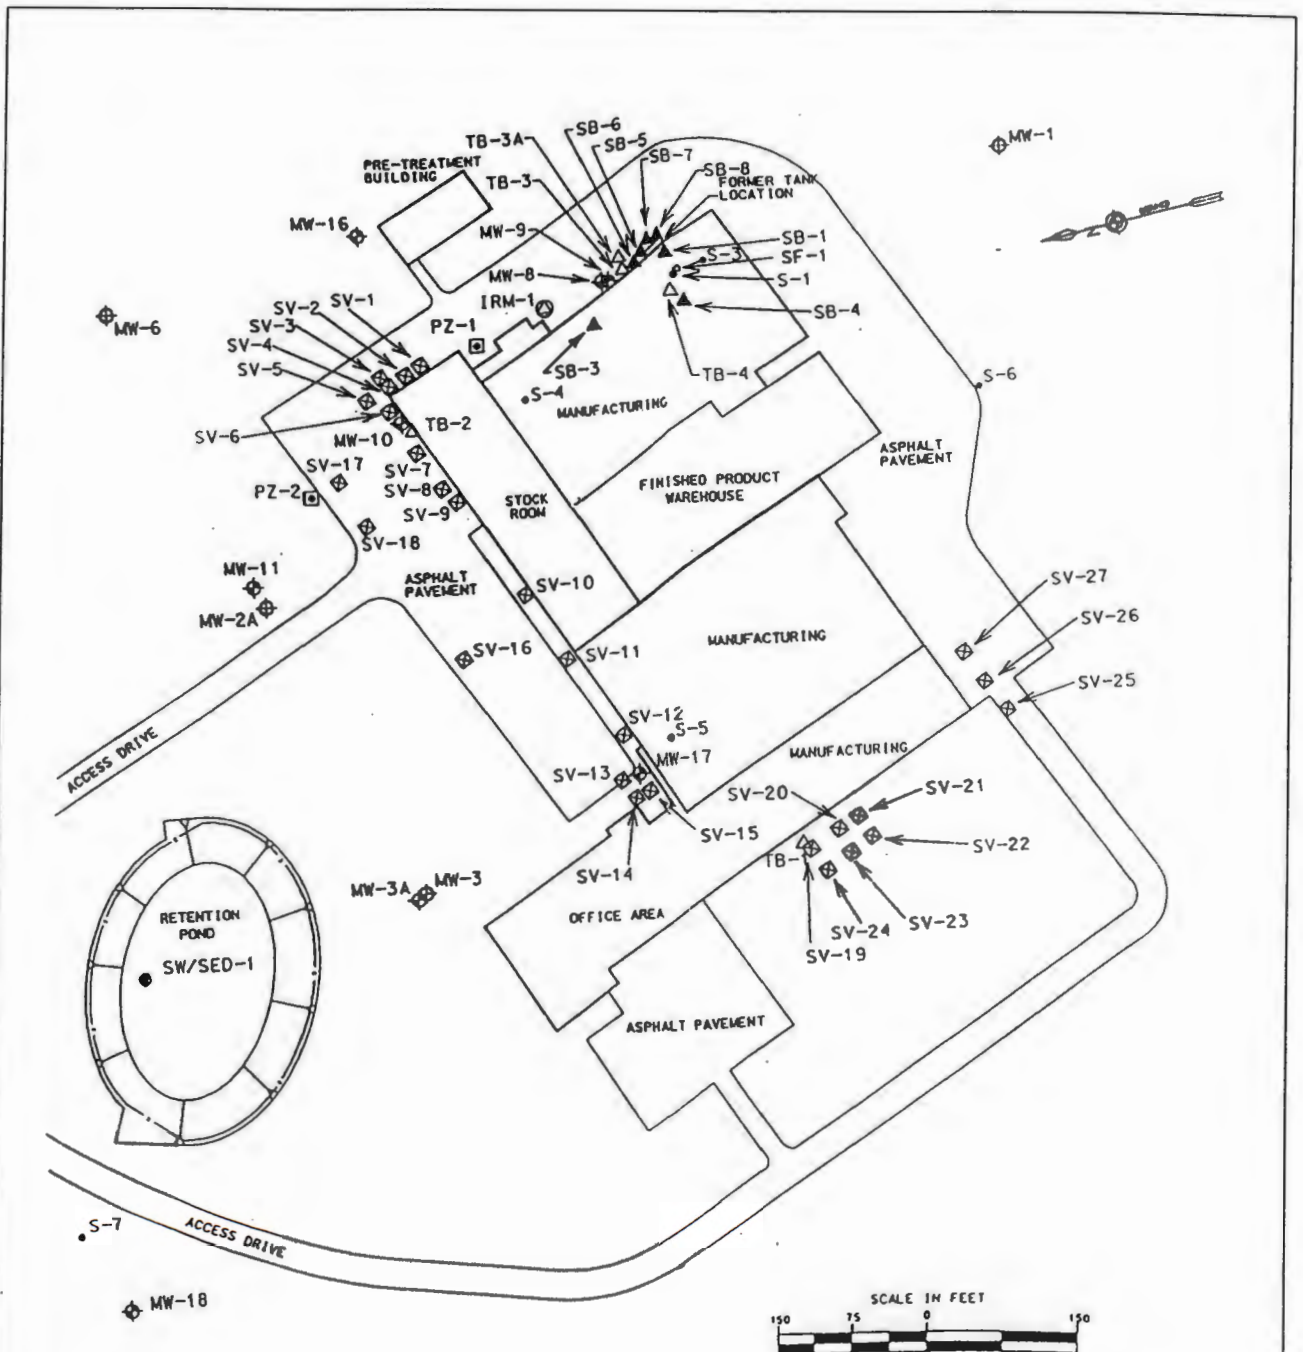 SB-6
TB-3A
SB-5
MW-1
SB-7
PRE-TREATMENT
BUILDING
SB-8
TB-3
FORMER TANK
LOCATION
MW-16
MW-9
SB-1
S-3
SF-1
MW-8
S-1
SV-1
IRM-1
SV-2
SB-4
SV-3
PZ-1
MW-6
SV-4
SV-5
SB-3
TB-4
S-6
S-4
MANUFACTURING
SV-6
TB-2
MW-10
ASPHALT
PAVEMENT
SV-17
SV-7
FINISHED PRODUCT
WAREHOUSE
PZ-2
SV-8
STOCK
ROOM
SV-9
SV-18
MW-11
ASPHALT
PAVEMENT
SV-10
SV-27
MW-2A
SV-26
MANUFACTURING
SV-16
SV-11
SV-25
SV-12
S-5
ACCESS DRIVE
MANUFACTURING
MW-17
SV-13
SV-20
SV-21
SV-15
SV-22
TB-
SV-14
MW-3A
MW-3
RETENTION
POND
OFFICE AREA
SV-23
SV-24
SV-19
SW/SED-1
ASPHALT PAVEMENT
S-7
ACCESS DRIVE
SCALE IN FEET
MW-18
150 75 0 150